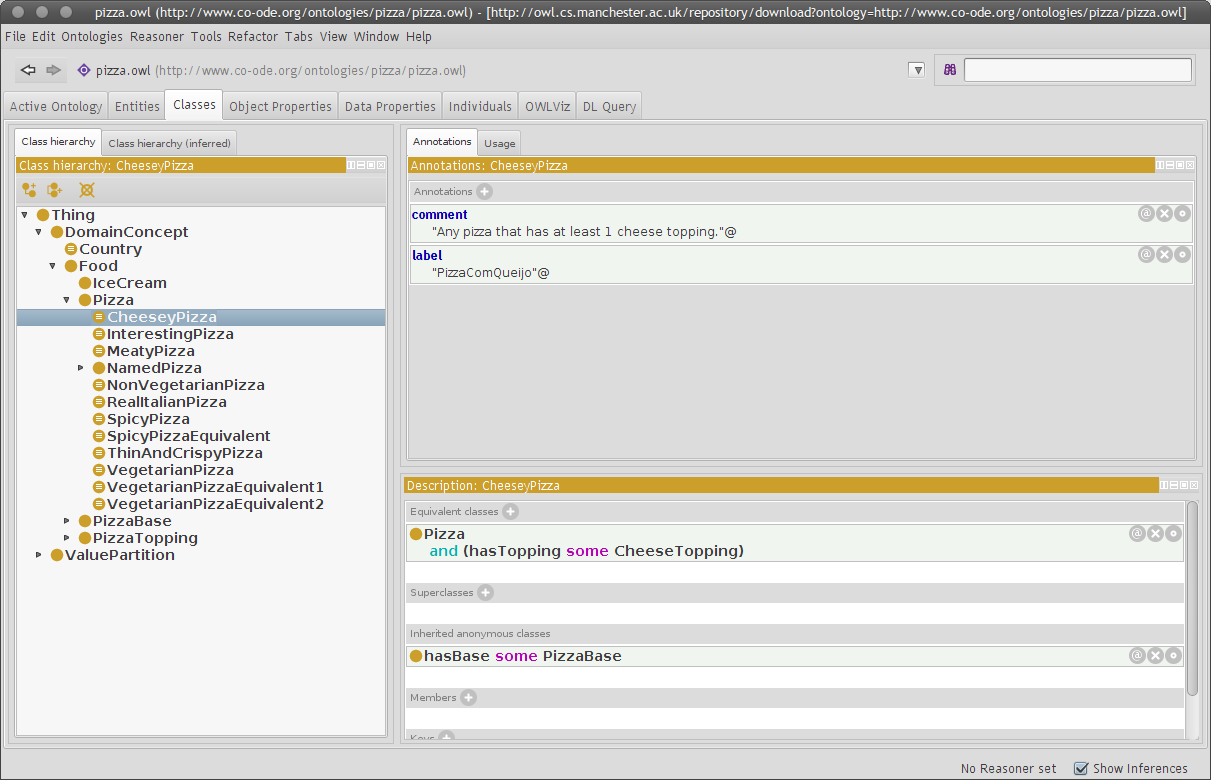 pizza.owl (http://www.co-ode.org/ontologies/pizza/pizza.owl) - [http://owl.cs.manchester.ac.uk/repository/download?ontology=http://www.co-ode.org/ontologies/pizza/pizza.owl]
File Edit Ontologies Reasoner Tools Refactor Tabs View Window Help
pizza.owl (http://www.co-ode.org/ontologies/pizza/pizza.owl)
Active Ontology Entities Classes Object Properties Data Properties Individuals OWLViz DL Query
Class hierarchy Class hierarchy (inferred)
Class hierarchy: CheeseyPizza
Thing
DomainConcept
Country
Food
IceCream
Pizza
CheeseyPizza
InterestingPizza
MeatyPizza
NamedPizza
NonVegetarianPizza
RealItalianPizza
SpicyPizza
SpicyPizzaEquivalent
ThinAndCrispyPizza
VegetarianPizza
VegetarianPizzaEquivalent1
VegetarianPizzaEquivalent2
PizzaBase
PizzaTopping
ValuePartition
Annotations Usage
Annotations: CheeseyPizza
Annotations
comment
"Any pizza that has at least 1 cheese topping."@
label
"PizzaComQueijo"@
Description: CheeseyPizza
Equivalent classes
Pizza
and (hasTopping some CheeseTopping)
Superclasses
Inherited anonymous classes
hasBase some PizzaBase
Members
Keys
No Reasoner set Show Inferences